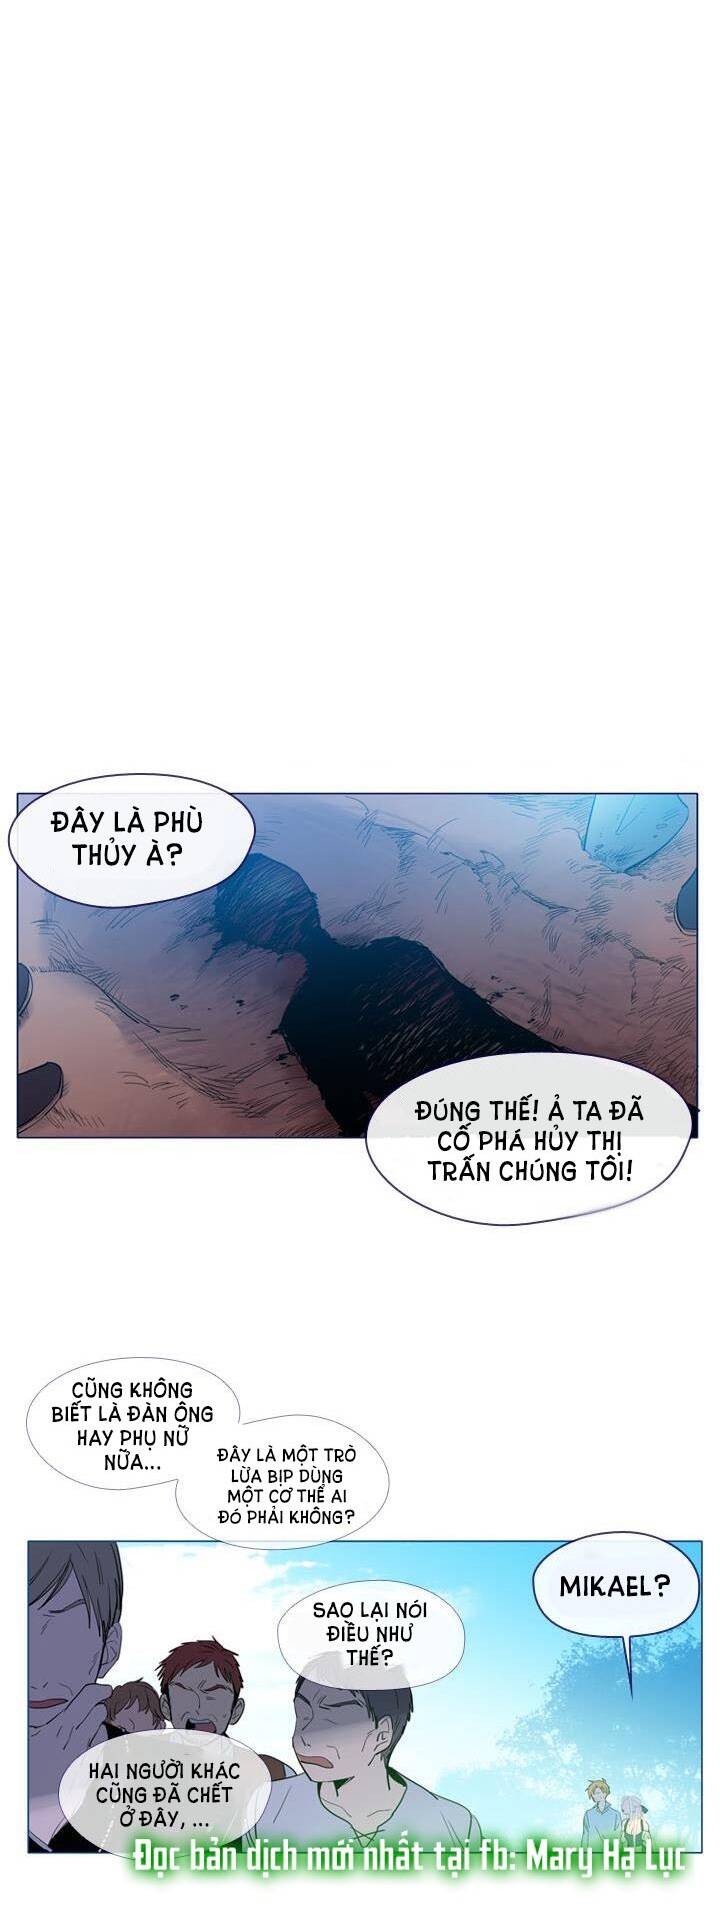 ĐÂY LÀ PHÙ
THỦY À?
ĐÚNG THẾ! Ả TA ĐÃ
CỐ PHÁ HỦY THỊ
TRẤN CHÚNG TÔI!
CŨNG KHÔNG
BIẾT LÀ ĐÀN ÔNG
HAY PHỤ NỮ
NỮA...
ĐÂY LÀ MỘT TRÒ
LỪA BỊP DÙNG
MỘT CƠ THỂ AI
ĐÓ PHẢI KHÔNG?
MIKAEL?
SAO LẠI NÓI
ĐIỀU NHƯ
THẾ?
HAI NGƯỜI KHÁC
CŨNG ĐÃ CHẾT
Ở ĐÂY, ...
Đọc bản dịch mới nhất tại fb: Mary Hạ Lục